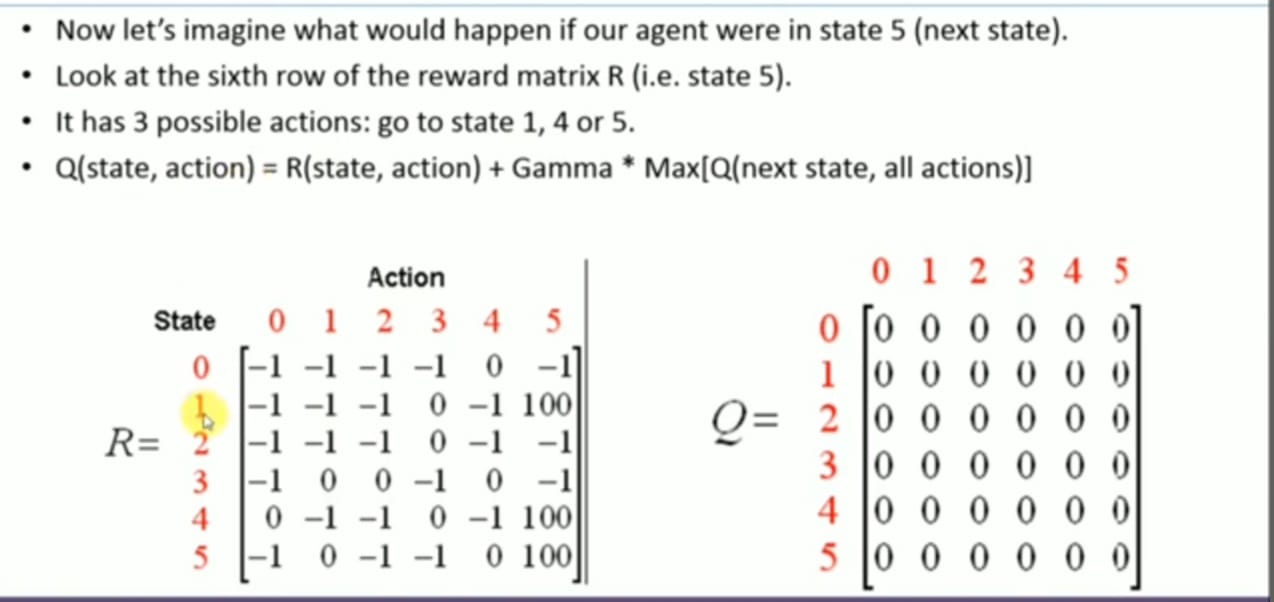 • Now let's imagine what would happen if our agent were in state 5 (next state).
• Look at the sixth row of the reward matrix R (i.e. state 5).
• It has 3 possible actions: go to state 1, 4 or 5.
• Q(state, action) = R(state, action) + Gamma * Max[Q(next state, all actions)]
Action
State 0 1 2 3 4 5
0 −1 −1 −1 −1 0 −1
1 −1 −1 −1 0 −1 100
R= 2 −1 −1 −1 0 −1 −1
3 −1 0 0 −1 0 −1
4 0 −1 −1 0 −1 100
5 −1 0 −1 −1 0 100
0 1 2 3 4 5
0 0 0 0 0 0 0
1 0 0 0 0 0 0
Q= 2 0 0 0 0 0 0
3 0 0 0 0 0 0
4 0 0 0 0 0 0
5 0 0 0 0 0 0